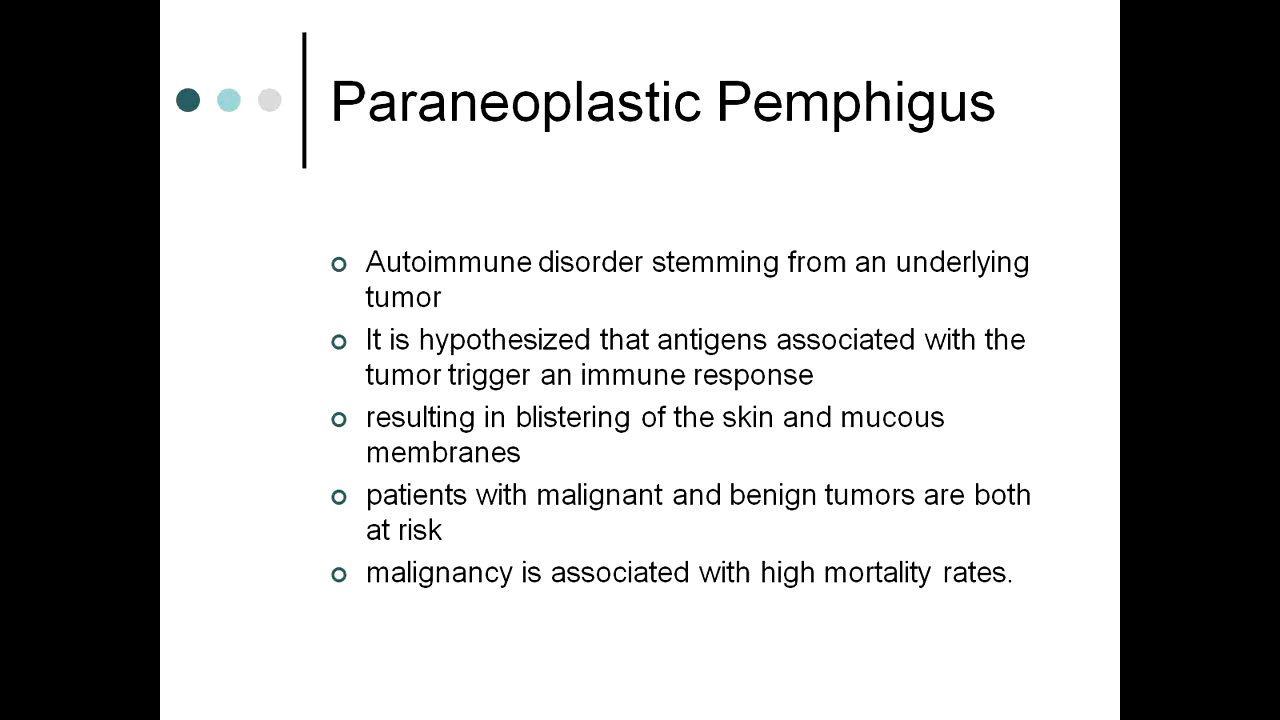 Paraneoplastic Pemphigus
Autoimmune disorder stemming from an underlying
tumor
It is hypothesized that antigens associated with the
tumor trigger an immune response
resulting in blistering of the skin and mucous
membranes
patients with malignant and benign tumors are both
at risk
malignancy is associated with high mortality rates.